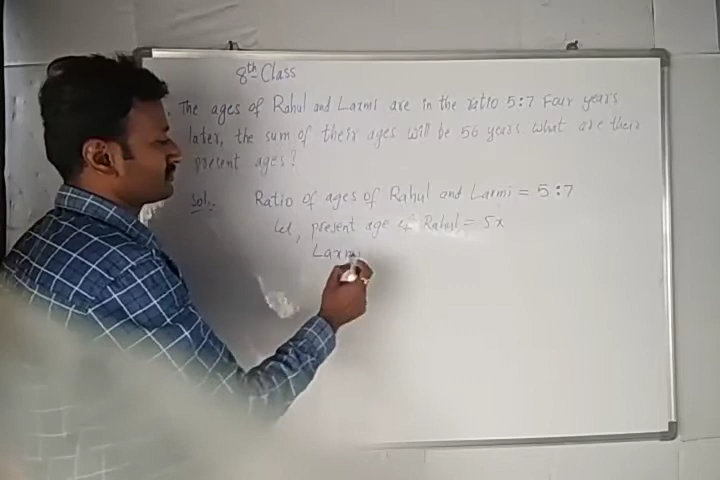 8th Class
The ages of Rahul and Laxmi are in the ratio 5:7 Four years
later, the sum of their ages will be 56 years what are their
present ages?
Sol:- Ratio of ages of Rahul and Laxmi = 5:7
Let, present age of Rahul = 5x
Laxmi